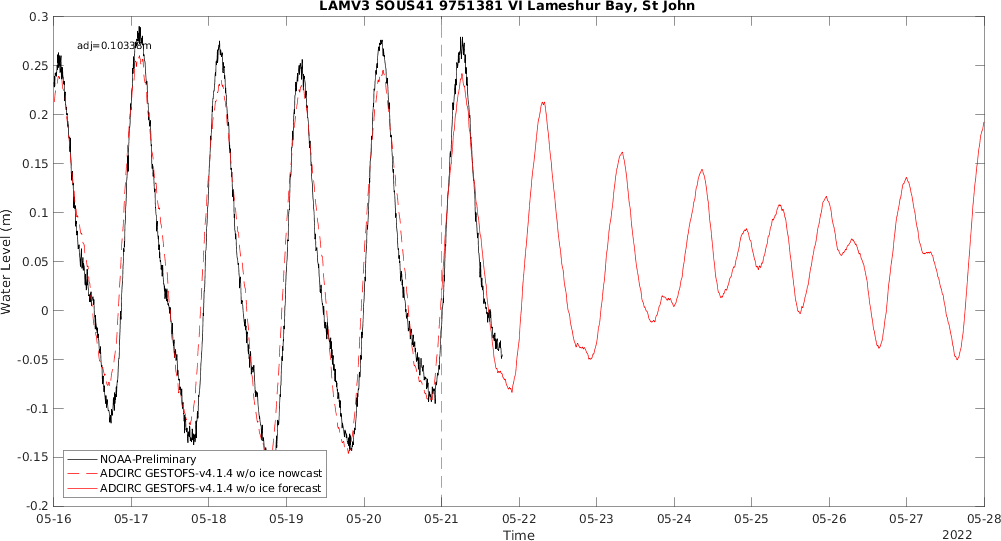 LAMV3 SOUS41 9751381 VI Lameshur Bay, St John
0.3
0.25
0.2
0.15
0.1
0.05
0
-0.05
-0.1
-0.15
-0.2
Water Level (m)
NOAA-Preliminary
ADCIRC GESTOFS-v4.1.4 w/o ice nowcast
ADCIRC GESTOFS-v4.1.4 w/o ice forecast
05-16 05-17 05-18 05-19 05-20 05-21 05-22 05-23 05-24 05-25 05-26 05-27 05-28
Time
2022